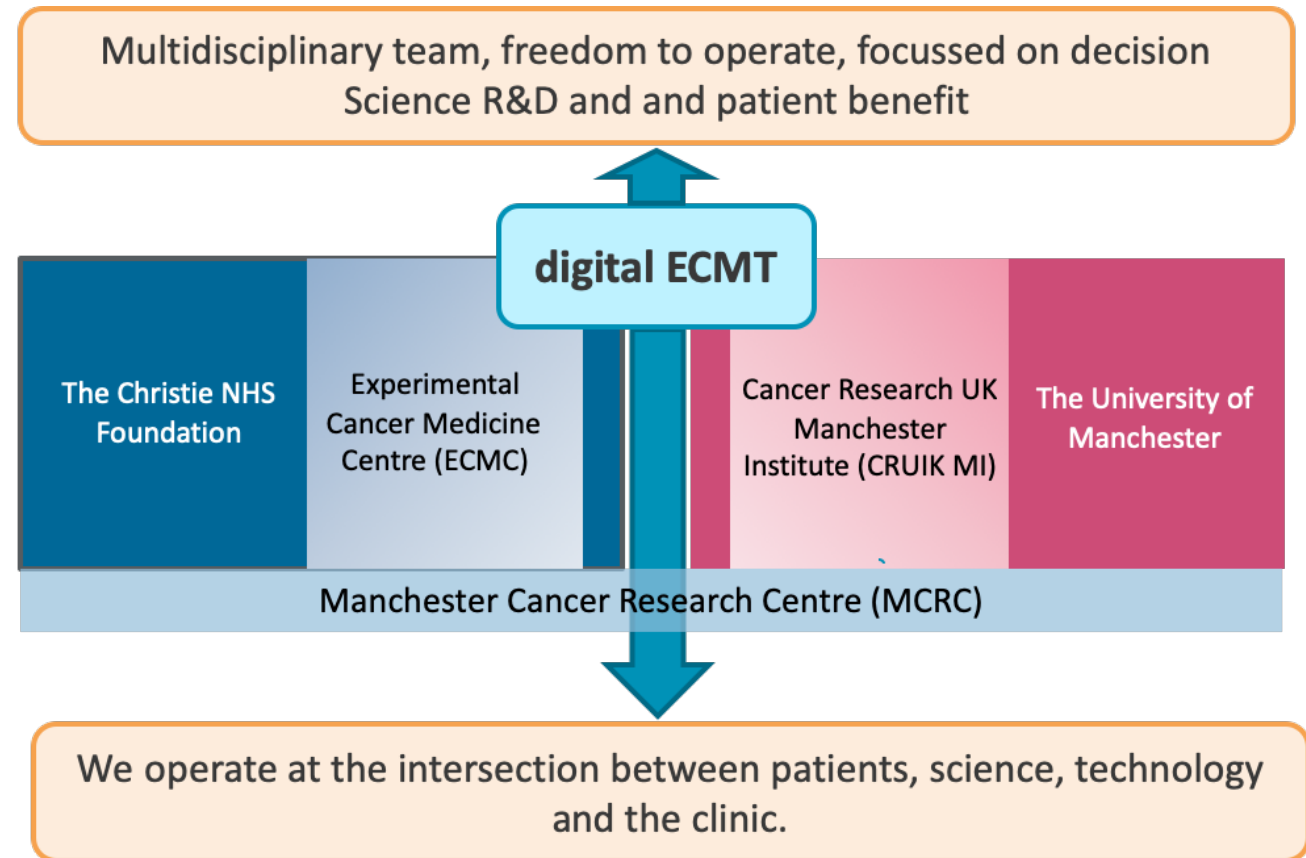 Multidisciplinary team, freedom to operate, focussed on decision
Science R&D and and patient benefit
digital ECMT
The Christie NHS
Foundation
Experimental
Cancer Medicine
Centre (ECMC)
Cancer Research UK
Manchester
Institute (CRUIK MI)
The University of
Manchester
Manchester Cancer Research Centre (MCRC)
We operate at the intersection between patients, science, technology
and the clinic.